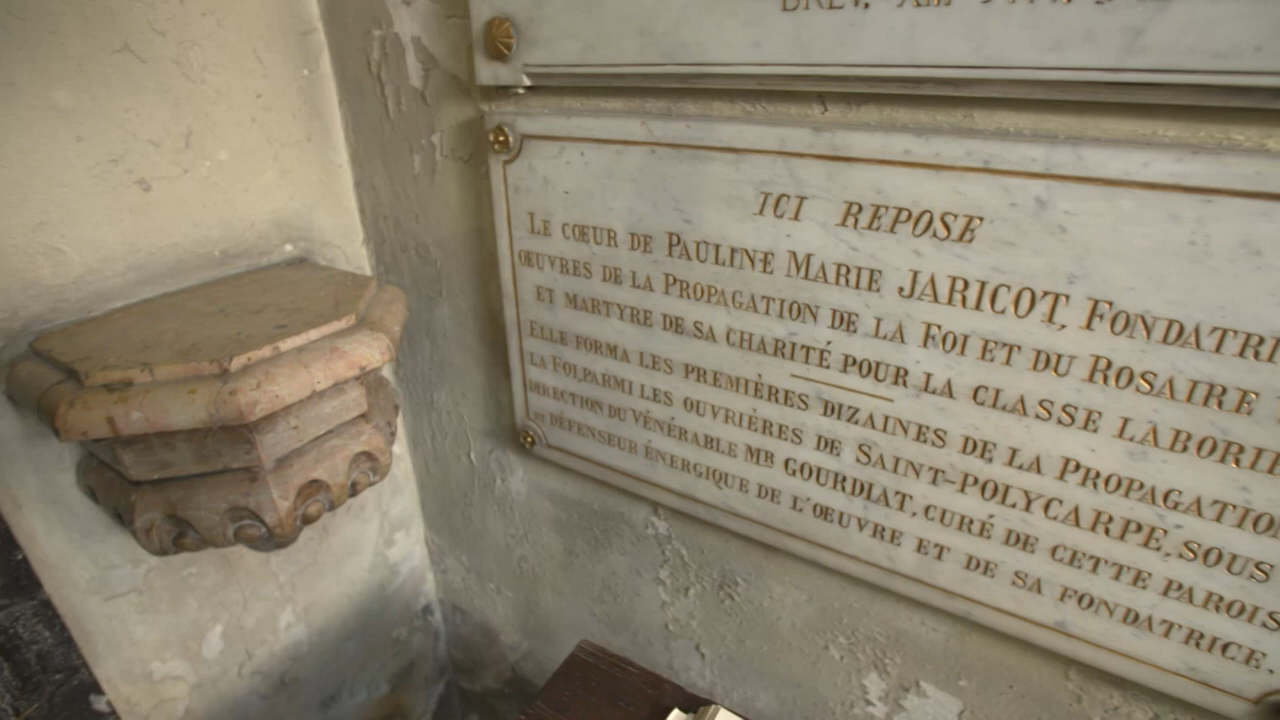 ICI REPOSE
LE CŒUR DE PAULINE MARIE JARICOT, FONDATRI
ŒUVRES DE LA PROPAGATION DE LA FOI ET DU ROSAIRE
ET MARTYRE DE SA CHARITÉ POUR LA CLASSE LABORI
ELLE FORMA LES PREMIÈRES DIZAINES DE LA PROPAGATIO
LA FOI, PARMI LES OUVRIÈRES DE SAINT-POLYCARPE, SOUS
DIRECTION DU VÉNÉRABLE MR GOURDIAT, CURÉ DE CETTE PAROIS
ET DÉFENSEUR ÉNERGIQUE DE L'ŒUVRE ET DE SA FONDATRICE.